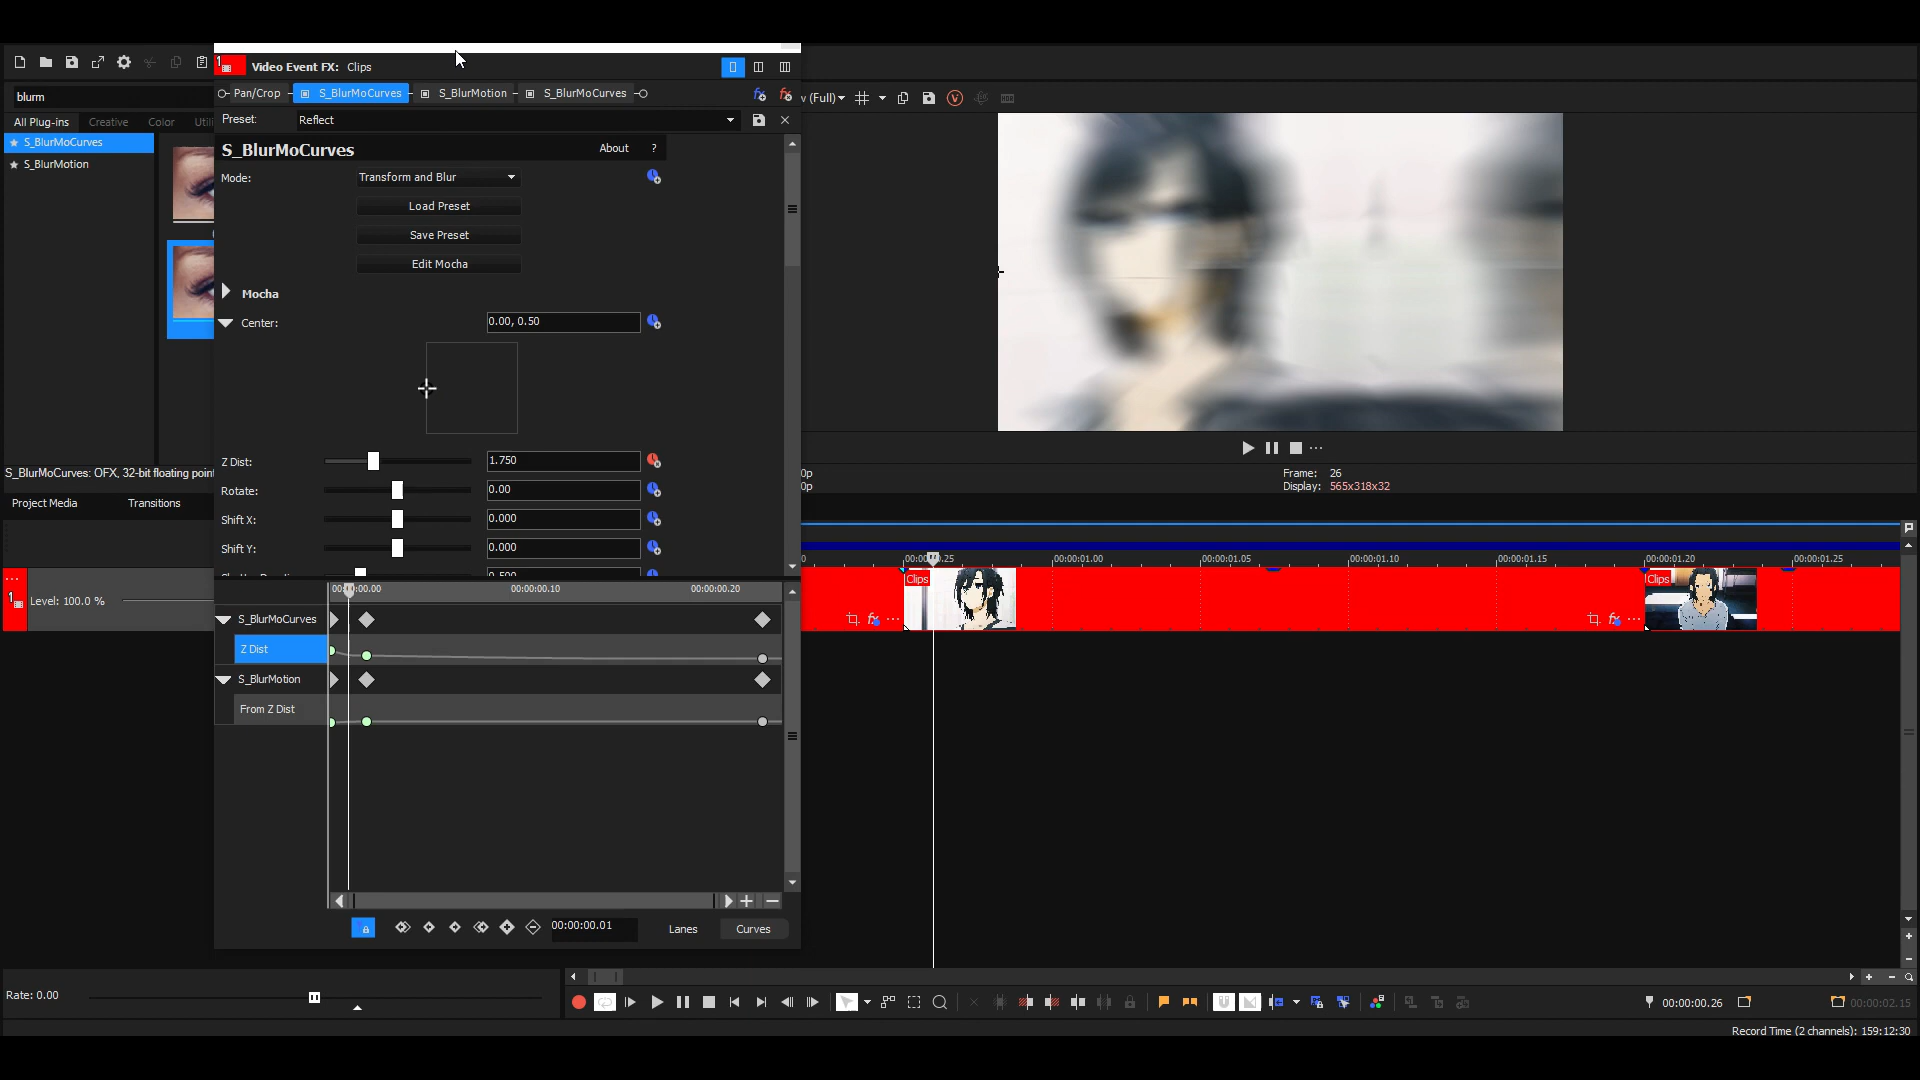 Video Event FX: Clips
Pan/Crop
S_BlurMoCurves
S_BlurMotion
S_BlurMoCurves
blurm
(Full)
All Plug-ins
Creative
Color
Preset:
Reflect
S_BlurMoCurves
S_BlurMotion
S_BlurMoCurves
About
?
Mode:
Transform and Blur
Load Preset
Save Preset
Edit Mocha
Mocha
Center:
0.00, 0.50
Z Dist:
1.750
Rotate:
0.00
Shift X:
0.000
Shift Y:
0.000
S_BlurMoCurves: OFX, 32-bit floating point
Project Media
Transitions
Frame: 26
Display: 565x318x32
00:00:00.10
00:00:00.20
00:00:01.00
00:00:01.05
00:00:01.10
00:00:01.15
00:00:01.20
00:00:01.25
Clips
Clips
Level: 100.0 %
S_BlurMoCurves
Z Dist
S_BlurMotion
From Z Dist
00:00:00.01
Lanes
Curves
Rate: 0.00
00:00:00.26
00:00:02.15
Record Time (2 channels): 159:12:30